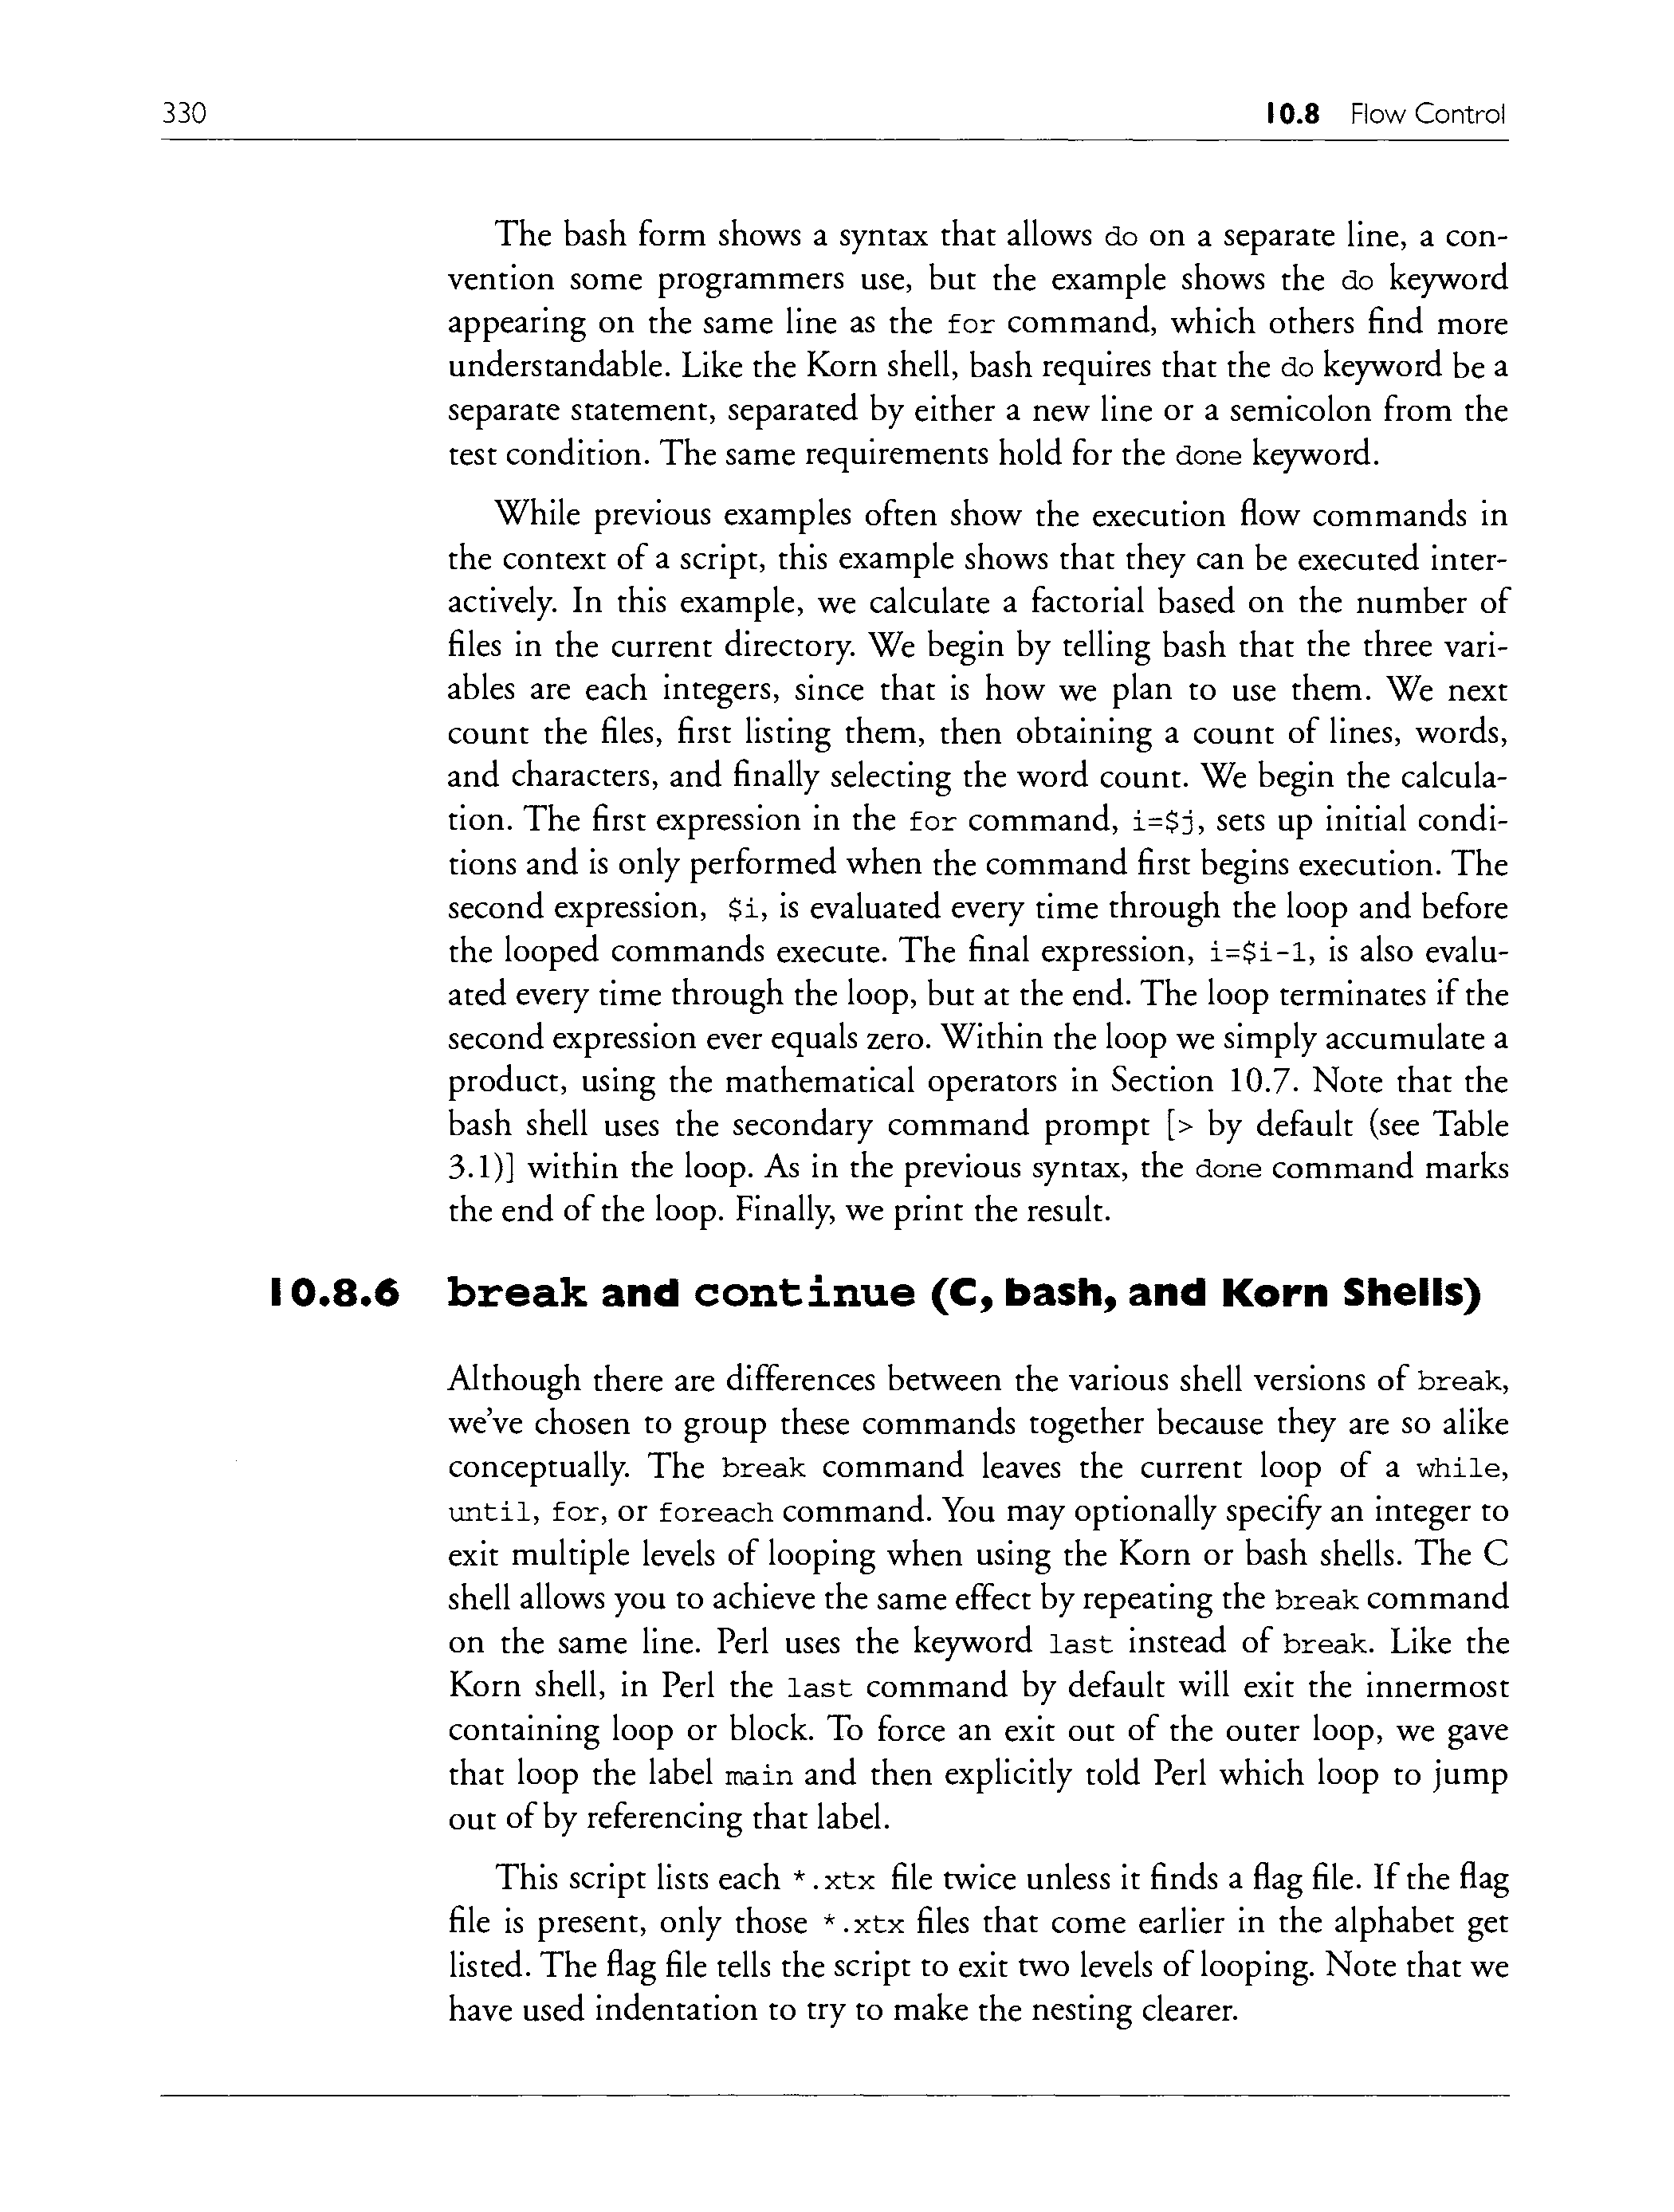 330
10.8 Flow Control
The bash form shows a syntax that allows do on a separate line, a con-
vention some programmers use, but the example shows the do keyword
appearing on the same line as the for command, which others find more
understandable. Like the Korn shell, bash requires that the do keyword be a
separate statement, separated by either a new line or a semicolon from the
test condition. The same requirements hold for the done keyword.
While previous examples often show the execution flow commands in
the context of a script, this example shows that they can be executed inter-
actively. In this example, we calculate a factorial based on the number of
files in the current directory. We begin by telling bash that the three vari-
ables are each integers, since that is how we plan to use them. We next
count the files, first listing them, then obtaining a count of lines, words,
and characters, and finally selecting the word count. We begin the calcula-
tion. The first expression in the for command, i=$j, sets up initial condi-
tions and is only performed when the command first begins execution. The
second expression, $i, is evaluated every time through the loop and before
the looped commands execute. The final expression, i=$i-1, is also evalu-
ated every time through the loop, but at the end. The loop terminates if the
second expression ever equals zero. Within the loop we simply accumulate a
product, using the mathematical operators in Section 10.7. Note that the
bash shell uses the secondary command prompt [> by default (see Table
3.1)] within the loop. As in the previous syntax, the done command marks
the end of the loop. Finally, we print the result.
10.8.6 break and continue (C, bash, and Korn Shells)
Although there are differences between the various shell versions of break,
we've chosen to group these commands together because they are so alike
conceptually. The break command leaves the current loop of a while,
until, for, or foreach command. You may optionally specify an integer to
exit multiple levels of looping when using the Korn or bash shells. The C
shell allows you to achieve the same effect by repeating the break command
on the same line. Perl uses the keyword last instead of break. Like the
Korn shell, in Perl the last command by default will exit the innermost
containing loop or block. To force an exit out of the outer loop, we gave
that loop the label main and then explicitly told Perl which loop to jump
out of by referencing that label.
This script lists each *.xtx file twice unless it finds a flag file. If the flag
file is present, only those *.xtx files that come earlier in the alphabet get
listed. The flag file tells the script to exit two levels of looping. Note that we
have used indentation to try to make the nesting clearer.